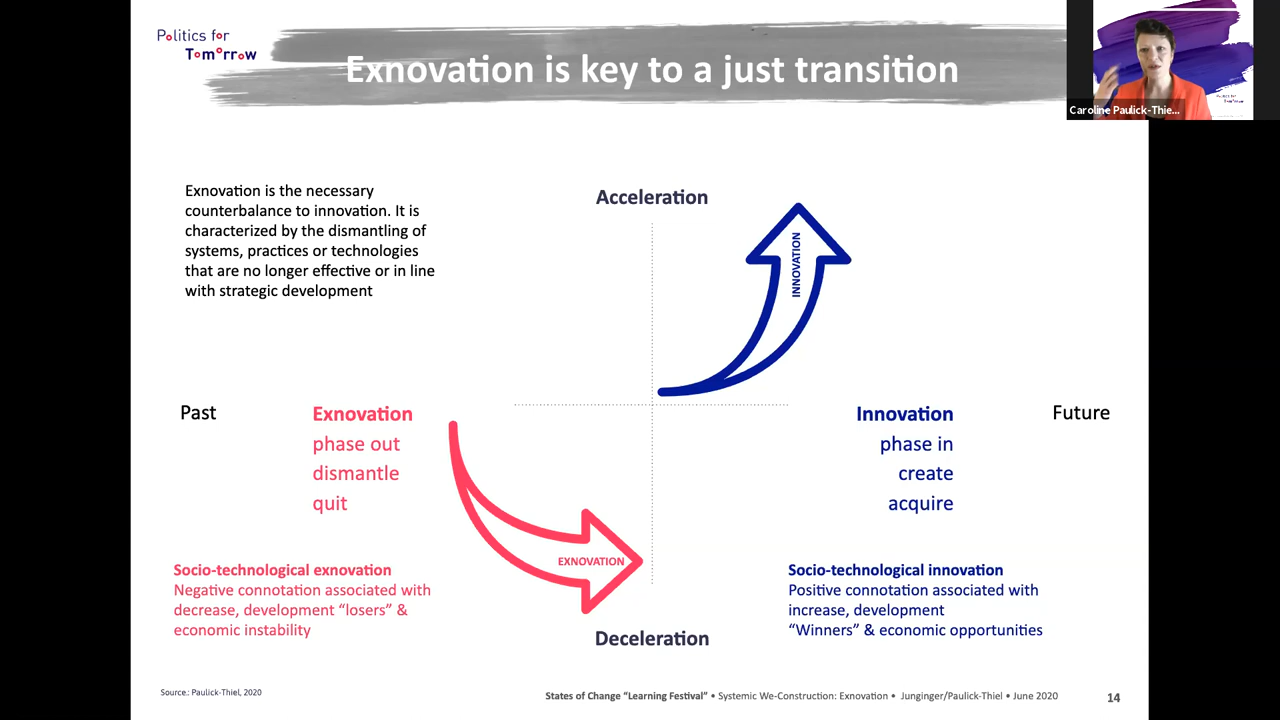 Politics for
Tomorrow
Exnovation is key to a just transition
Caroline Paulick-Thie...
Exnovation is the necessary
counterbalance to innovation. It is
characterized by the dismantling of
systems, practices or technologies
that are no longer effective or in line
with strategic development
Acceleration
INNOVATION
Past
Exnovation
phase out
dismantle
quit
Innovation
phase in
create
acquire
Future
EXNOVATION
Socio-technological exnovation
Negative connotation associated with
decrease, development “losers” &
economic instability
Socio-technological innovation
Positive connotation associated with
increase, development
“Winners” & economic opportunities
Deceleration
Source.: Paulick-Thiel, 2020
States of Change “Learning Festival” • Systemic We-Construction: Exnovation • Junginger/Paulick-Thiel • June 2020
14